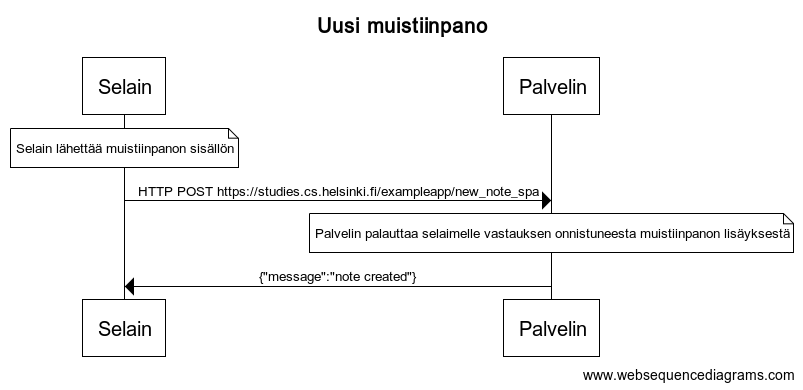 Uusi muistiinpano
Selain
Palvelin
Selain lähettää muistiinpanon sisällön
HTTP POST https://studies.cs.helsinki.fi/exampleapp/new_note_spa
Palvelin palauttaa selaimelle vastauksen onnistuneesta muistiinpanon lisäyksestä
{"message":"note created"}
Selain
Palvelin
www.websequencediagrams.com